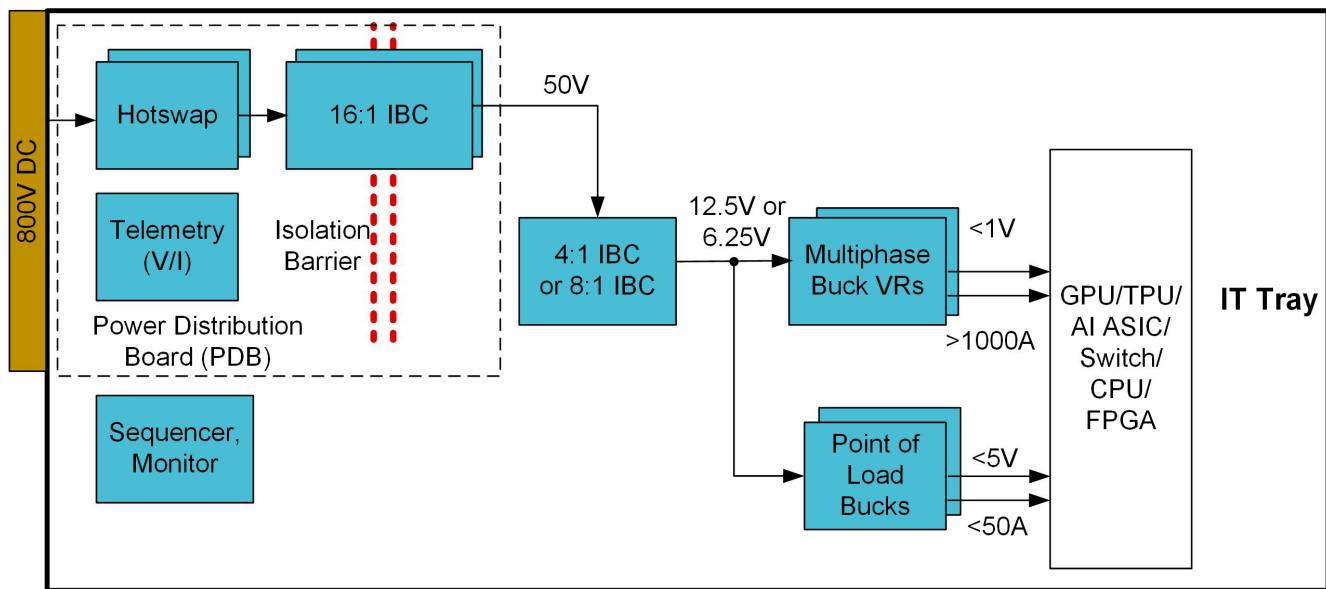 800V DC
Hotswap
16:1 IBC
50V
Telemetry
(V/I)
Isolation
Barrier
Power Distribution
Board (PDB)
Sequencer,
Monitor
4:1 IBC
or 8:1 IBC
12.5V or
6.25V
Multiphase
Buck VRs
<1V
>1000A
Point of
Load
Bucks
<5V
<50A
GPU/TPU/
AI ASIC/
Switch/
CPU/
FPGA
IT Tray